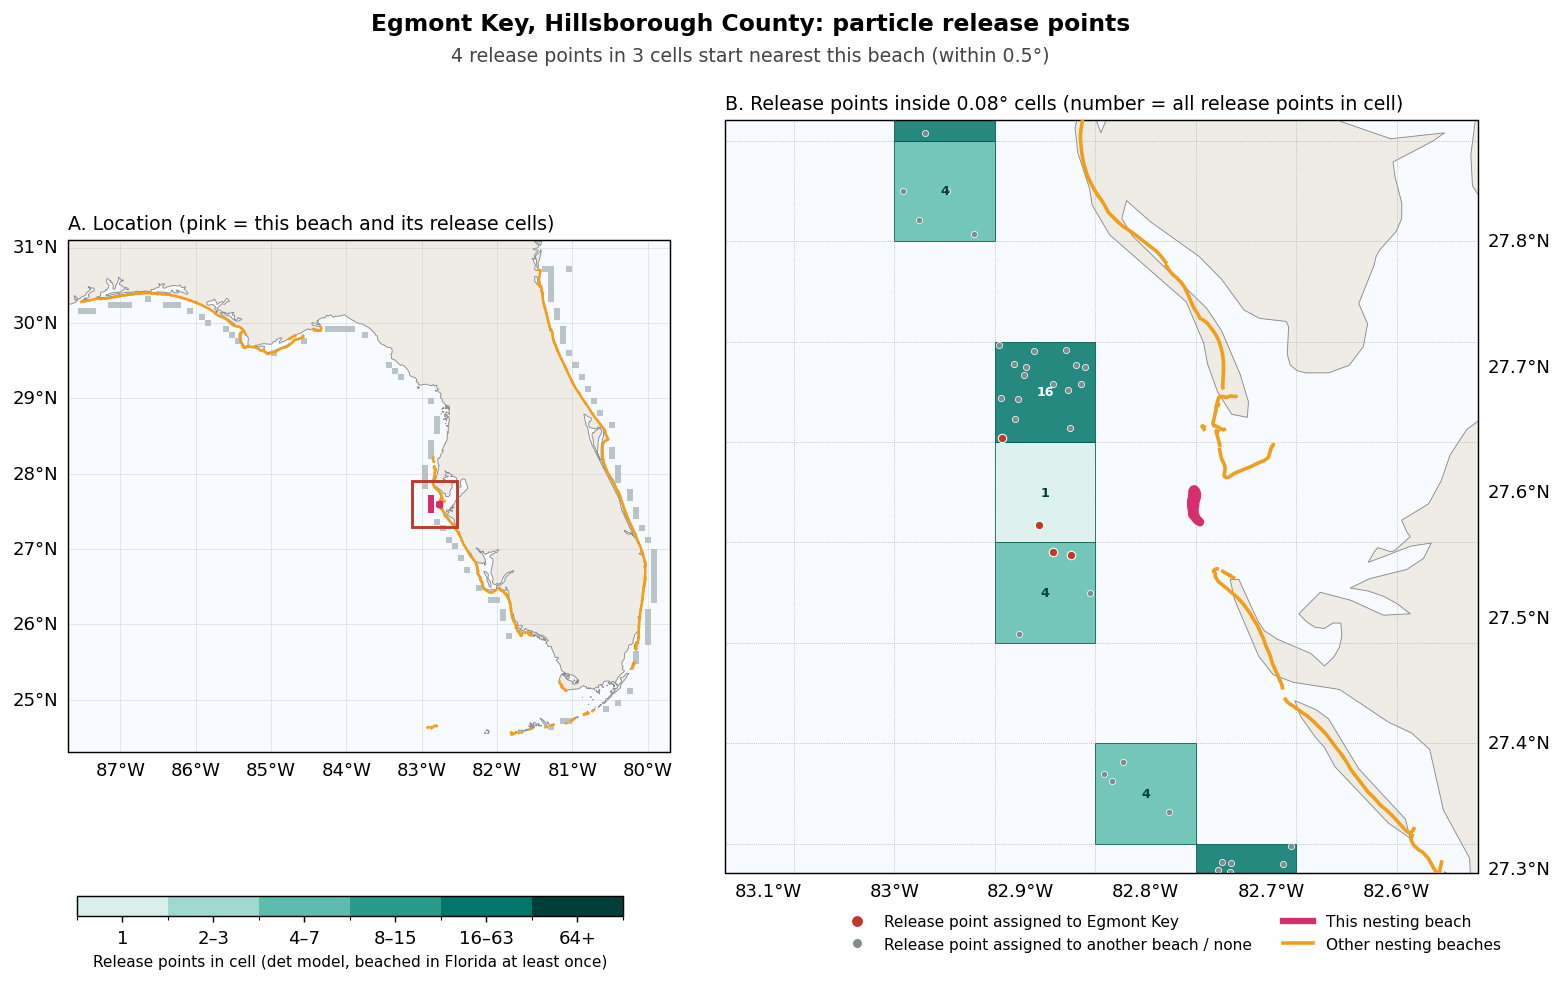 Egmont Key, Hillsborough County: particle release points
4 release points in 3 cells start nearest this beach (within 0.5°)
A. Location (pink = this beach and its release cells)
31°N
30°N
29°N
28°N
27°N
26°N
25°N
87°W 86°W 85°W 84°W 83°W 82°W 81°W 80°W
1 2–3 4–7 8–15 16–63 64+
Release points in cell (det model, beached in Florida at least once)
B. Release points inside 0.08° cells (number = all release points in cell)
4
16
1
4
4
27.8°N
27.7°N
27.6°N
27.5°N
27.4°N
27.3°N
83.1°W 83°W 82.9°W 82.8°W 82.7°W 82.6°W
Release point assigned to Egmont Key
Release point assigned to another beach / none
This nesting beach
Other nesting beaches